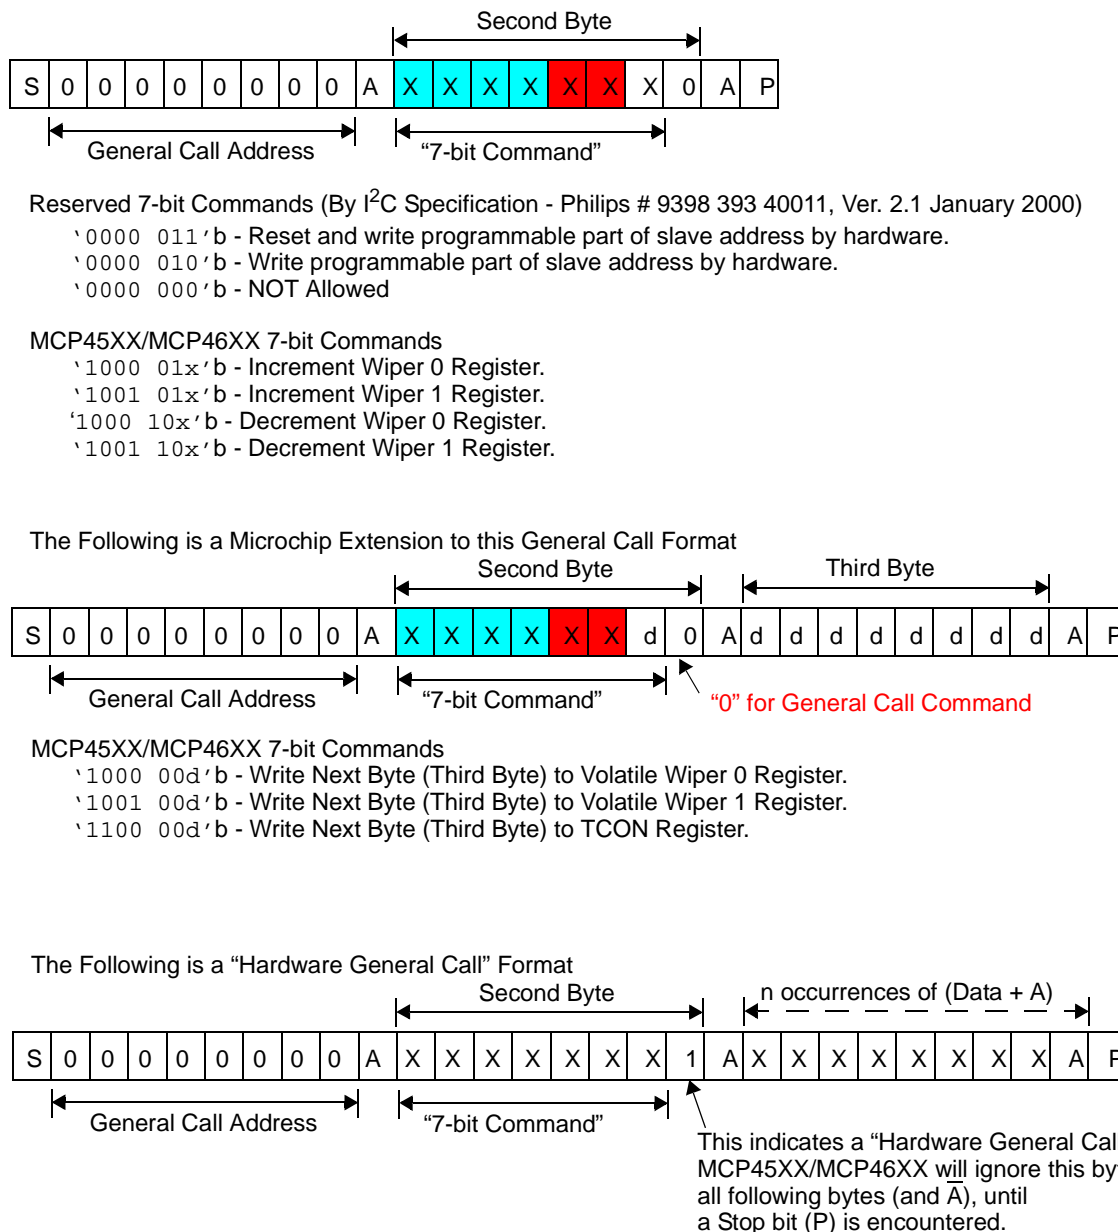 Second Byte
S 0 0 0 0 0 0 0 0 A X X X X X X X 0 A P
General Call Address “7-bit Command”
Reserved 7-bit Commands (By I²C Specification - Philips # 9398 393 40011, Ver. 2.1 January 2000)
‘0000 011’b - Reset and write programmable part of slave address by hardware.
‘0000 010’b - Write programmable part of slave address by hardware.
‘0000 000’b - NOT Allowed
MCP45XX/MCP46XX 7-bit Commands
‘1000 01x’b - Increment Wiper 0 Register.
‘1001 01x’b - Increment Wiper 1 Register.
‘1000 10x’b - Decrement Wiper 0 Register.
‘1001 10x’b - Decrement Wiper 1 Register.
The Following is a Microchip Extension to this General Call Format
Second Byte Third Byte
S 0 0 0 0 0 0 0 0 A X X X X X X d 0 A d d d d d d d d A P
General Call Address “7-bit Command” “0” for General Call Command
MCP45XX/MCP46XX 7-bit Commands
‘1000 00d’b - Write Next Byte (Third Byte) to Volatile Wiper 0 Register.
‘1001 00d’b - Write Next Byte (Third Byte) to Volatile Wiper 1 Register.
‘1100 00d’b - Write Next Byte (Third Byte) to TCON Register.
The Following is a “Hardware General Call” Format
Second Byte n occurrences of (Data + A)
S 0 0 0 0 0 0 0 0 A X X X X X X X 1 A X X X X X X X X A P
General Call Address “7-bit Command”
This indicates a “Hardware General Cal
MCP45XX/MCP46XX will ignore this by
all following bytes (and A̅), until
a Stop bit (P) is encountered.